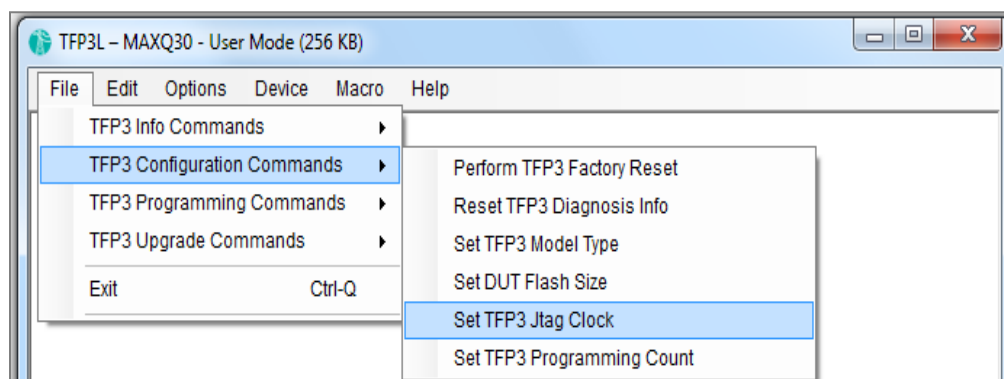 TFP3L – MAXQ30 - User Mode (256 KB)
File Edit Options Device Macro Help
TFP3 Info Commands
TFP3 Configuration Commands
TFP3 Programming Commands
TFP3 Upgrade Commands
Exit Ctrl-Q
Perform TFP3 Factory Reset
Reset TFP3 Diagnosis Info
Set TFP3 Model Type
Set DUT Flash Size
Set TFP3 Jtag Clock
Set TFP3 Programming Count